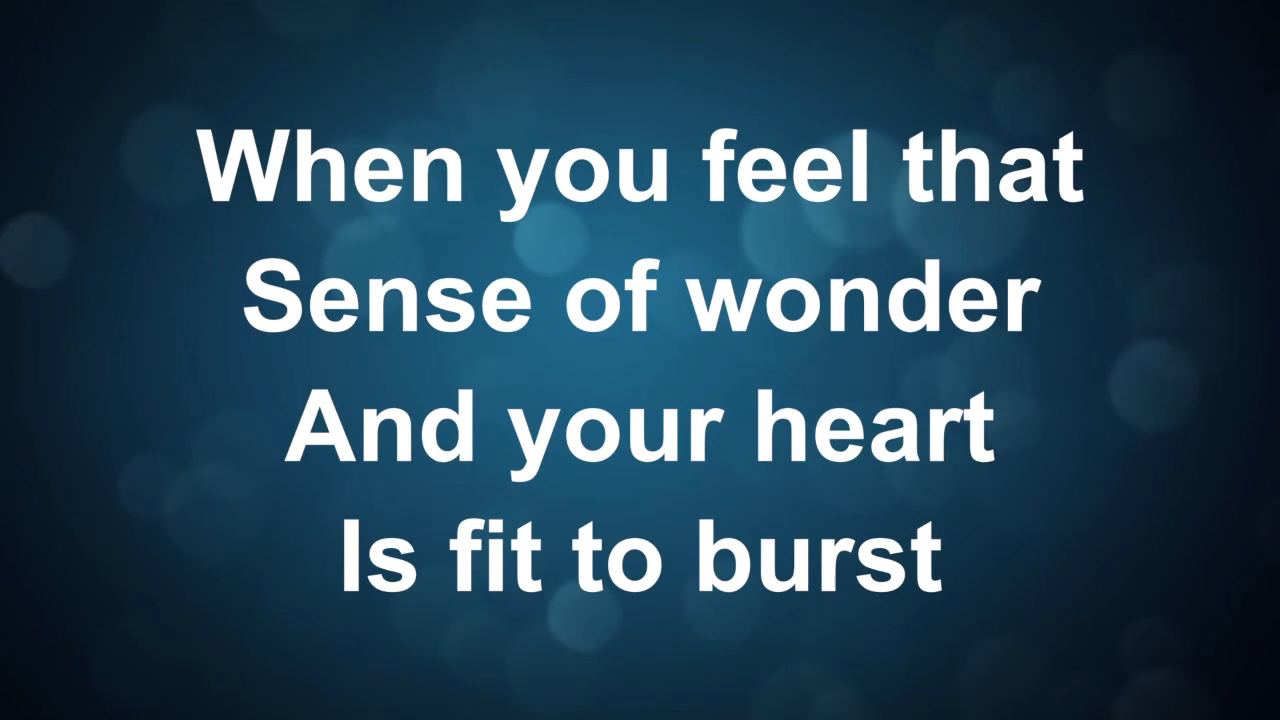 When you feel that
Sense of wonder
And your heart
Is fit to burst